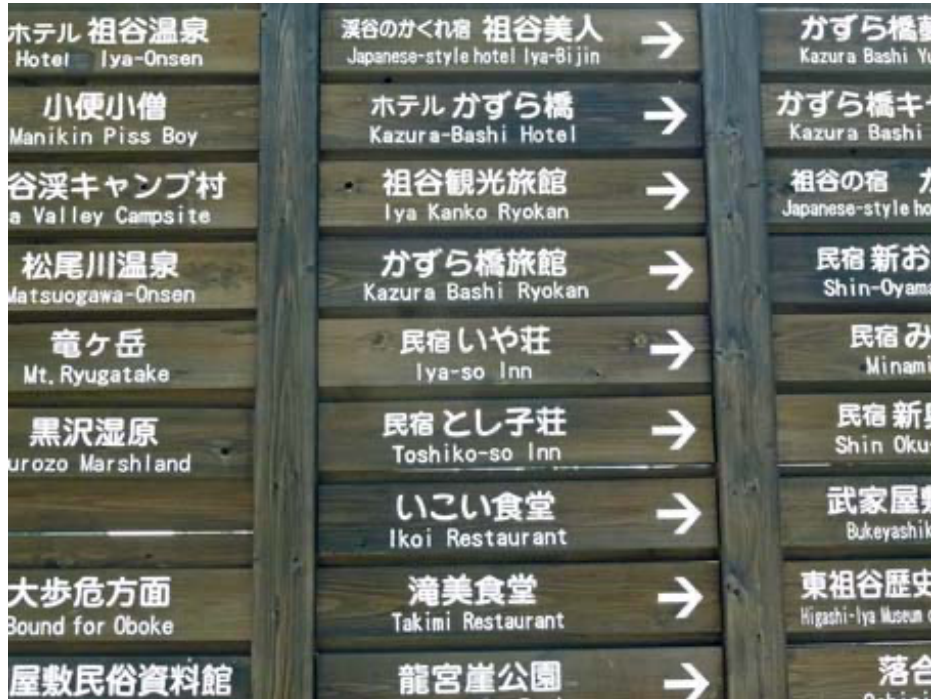 ホテル 祖谷温泉
Hotel Iya-Onsen
小便小僧
Manikin Piss Boy
谷渓キャンプ村
a Valley Campsite
松尾川温泉
Matsuogawa-Onsen
竜ヶ岳
Mt.Ryugatake
黒沢湿原
urozo Marshland
大歩危方面
Bound for Oboke
屋敷民俗資料館
渓谷のかくれ宿 祖谷美人
Japanese-style hotel Iya-Bijin
ホテル かずら橋
Kazura-Bashi Hotel
祖谷観光旅館
Iya Kanko Ryokan
かずら橋旅館
Kazura Bashi Ryokan
民宿 いや荘
Iya-so Inn
民宿 とし子荘
Toshiko-so Inn
いこい食堂
Ikoi Restaurant
滝美食堂
Takimi Restaurant
龍宮崖公園
かずら橋
Kazura Bashi
かずら橋キ
Kazura Bashi
祖谷の宿
Japanese-style
民宿 新お
Shin-Oyama
民宿 み
Minami
民宿 新
Shin Oku
武家屋敷
Bukeyashik
東祖谷歴史
Higashi-Iya Museum
落合